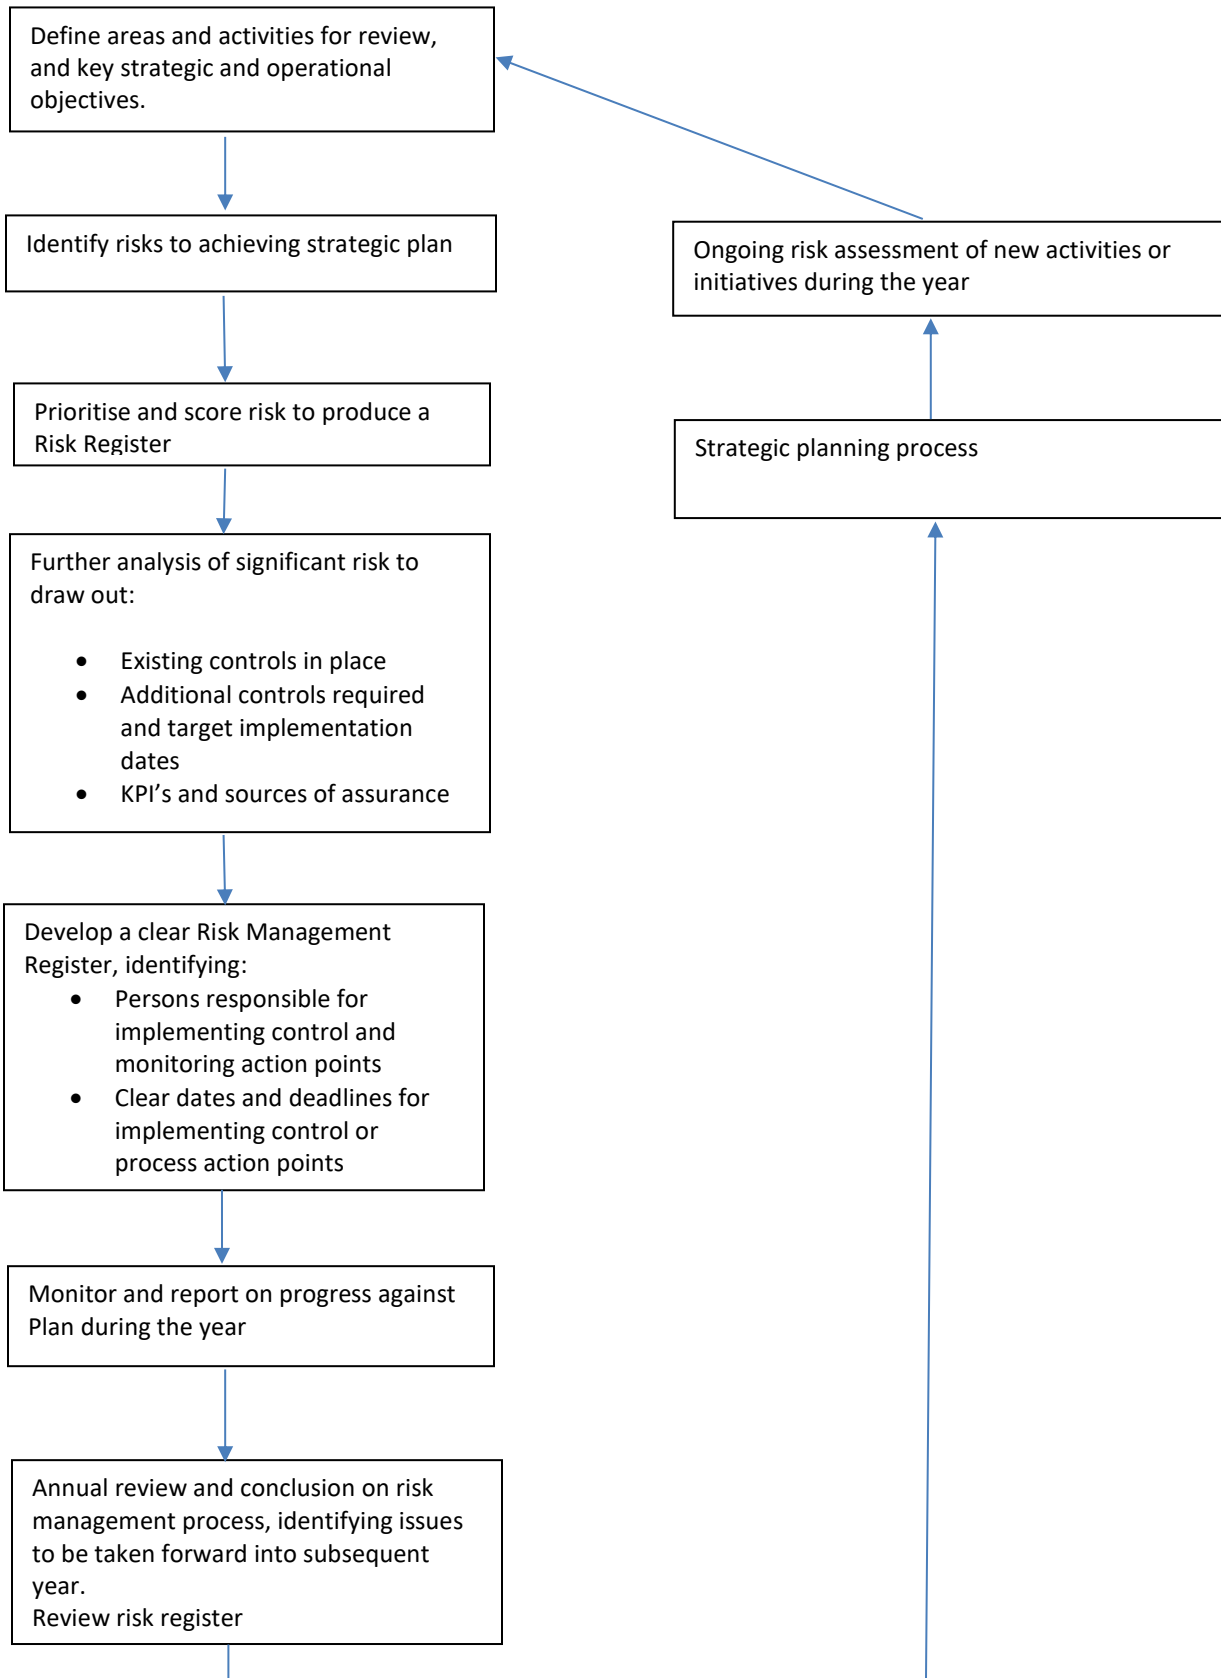 Define areas and activities for review,
and key strategic and operational
objectives.
Identify risks to achieving strategic plan
Prioritise and score risk to produce a
Risk Register
Further analysis of significant risk to
draw out:
• Existing controls in place
• Additional controls required
and target implementation
dates
• KPI’s and sources of assurance
Develop a clear Risk Management
Register, identifying:
• Persons responsible for
implementing control and
monitoring action points
• Clear dates and deadlines for
implementing control or
process action points
Monitor and report on progress against
Plan during the year
Annual review and conclusion on risk
management process, identifying issues
to be taken forward into subsequent
year.
Review risk register
Strategic planning process
Ongoing risk assessment of new activities or
initiatives during the year